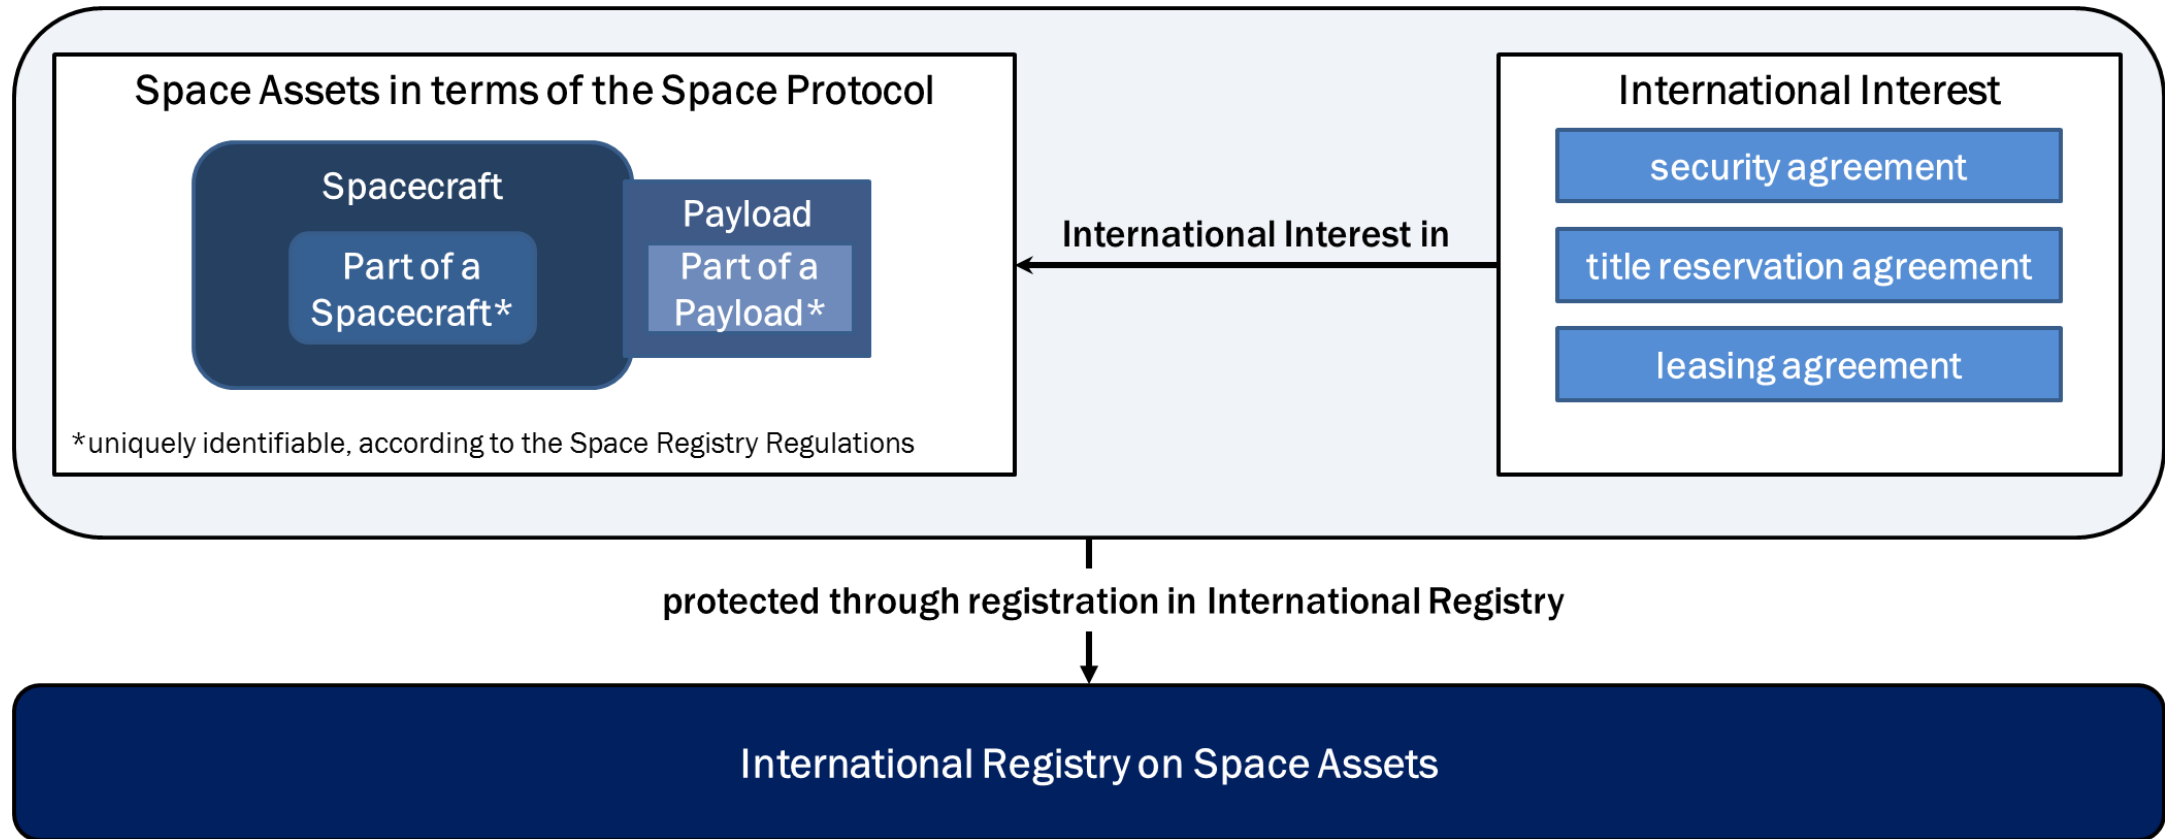 Space Assets in terms of the Space Protocol
Spacecraft
Part of a
Spacecraft*
Payload
Part of a
Payload*
*uniquely identifiable, according to the Space Registry Regulations
International Interest in
International Interest
security agreement
title reservation agreement
leasing agreement
protected through registration in International Registry
International Registry on Space Assets